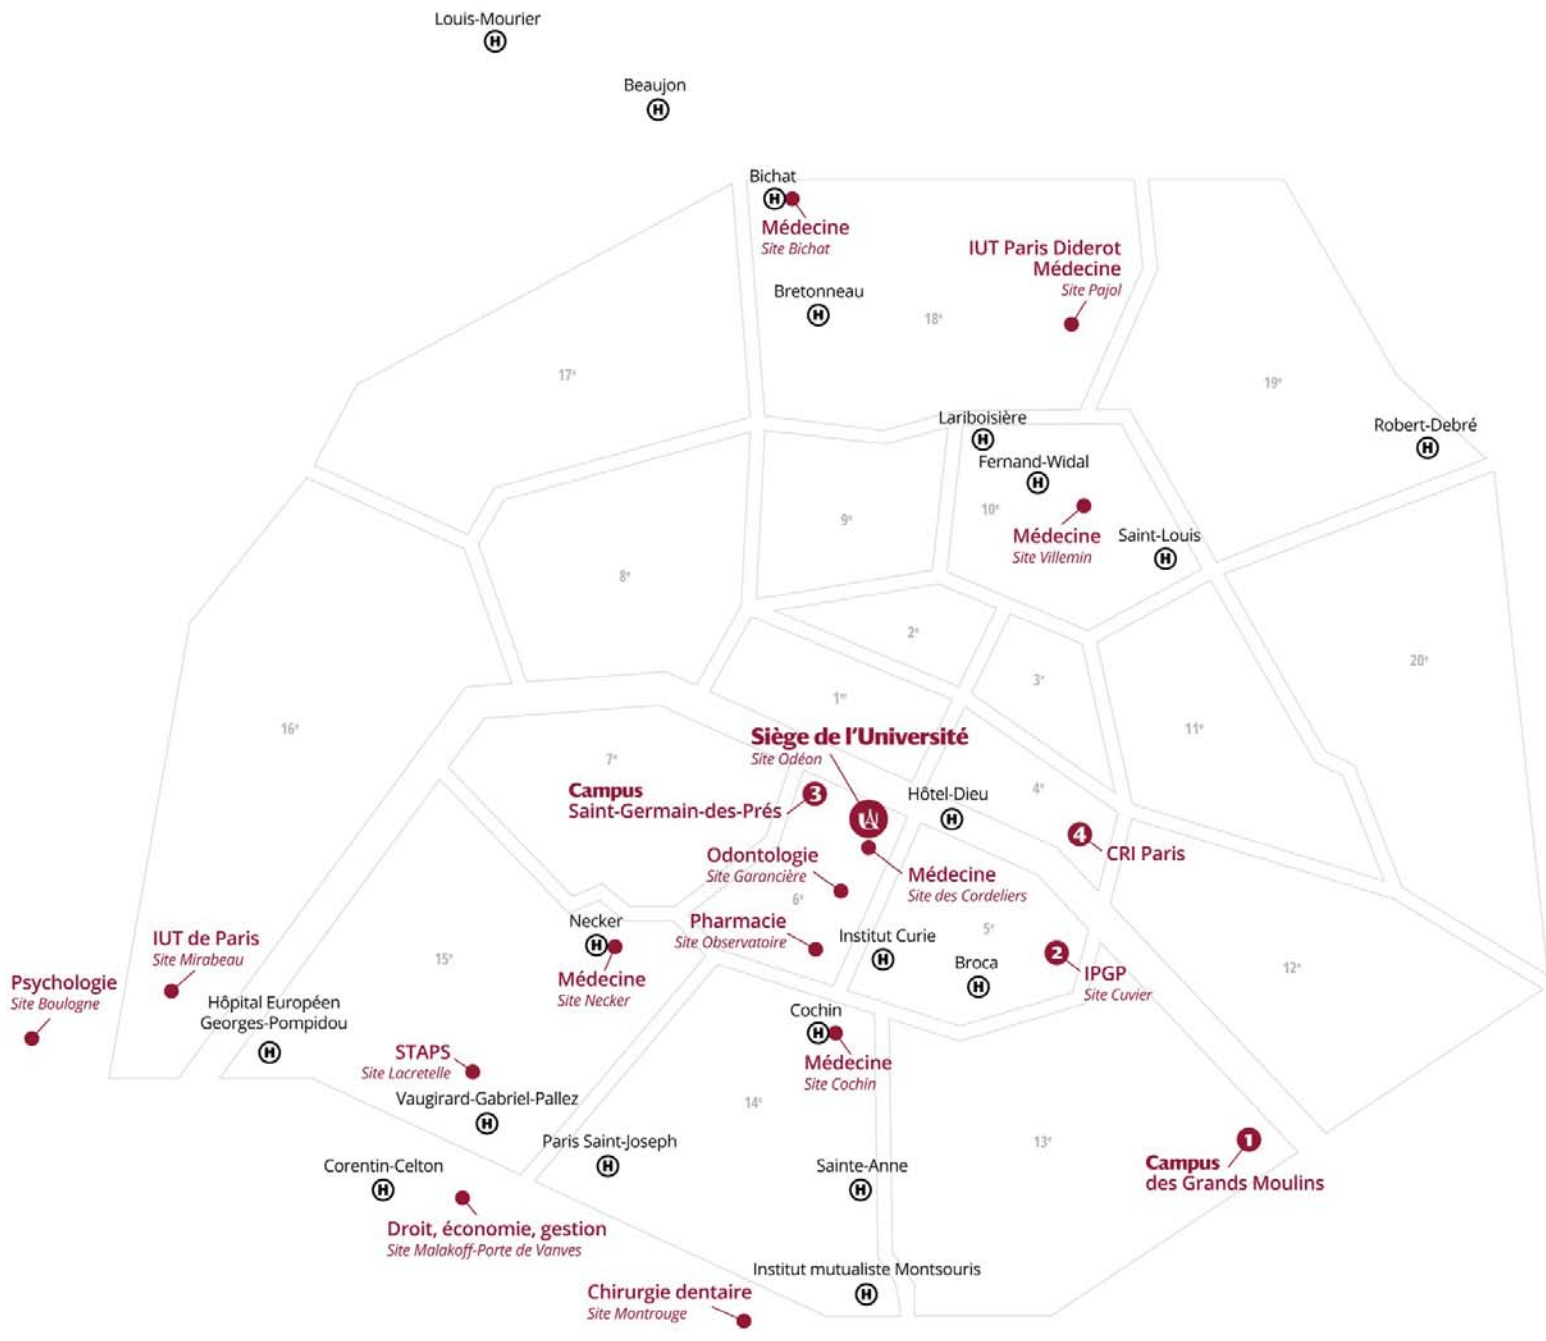 Louis-Mourier
H
Beaujon
H
Bichat
H
Médecine
Site Bichat
IUT Paris Diderot
Médecine
Site Pajol
Bretonneau
H
18e
17e
19e
Lariboisière
H
Robert-Debré
H
Fernand-Widal
H
10e
9e
Médecine
Site Villemin
Saint-Louis
H
8e
2e
20e
3e
1er
16e
11e
Siège de l'Université
Site Odéon
7e
Campus
Saint-Germain-des-Prés
3
Hôtel-Dieu
H
4e
4
CRI Paris
Odontologie
Site Garancière
Médecine
Site des Cordeliers
6e
Necker
H
Pharmacie
Site Observatoire
Institut Curie
H
5e
2
IPGP
Site Cuvier
IUT de Paris
Site Mirabeau
15e
Médecine
Site Necker
Broca
H
12e
Psychologie
Site Boulogne
Hôpital Européen
Georges-Pompidou
H
Cochin
H
Médecine
Site Cochin
STAPS
Site Lacretelle
Vaugirard-Gabriel-Pallez
H
14e
Paris Saint-Joseph
H
13e
1
Campus
des Grands Moulins
Corentin-Celton
H
Sainte-Anne
H
Droit, économie, gestion
Site Malakoff-Porte de Vanves
Institut mutualiste Montsouris
H
Chirurgie dentaire
Site Montrouge